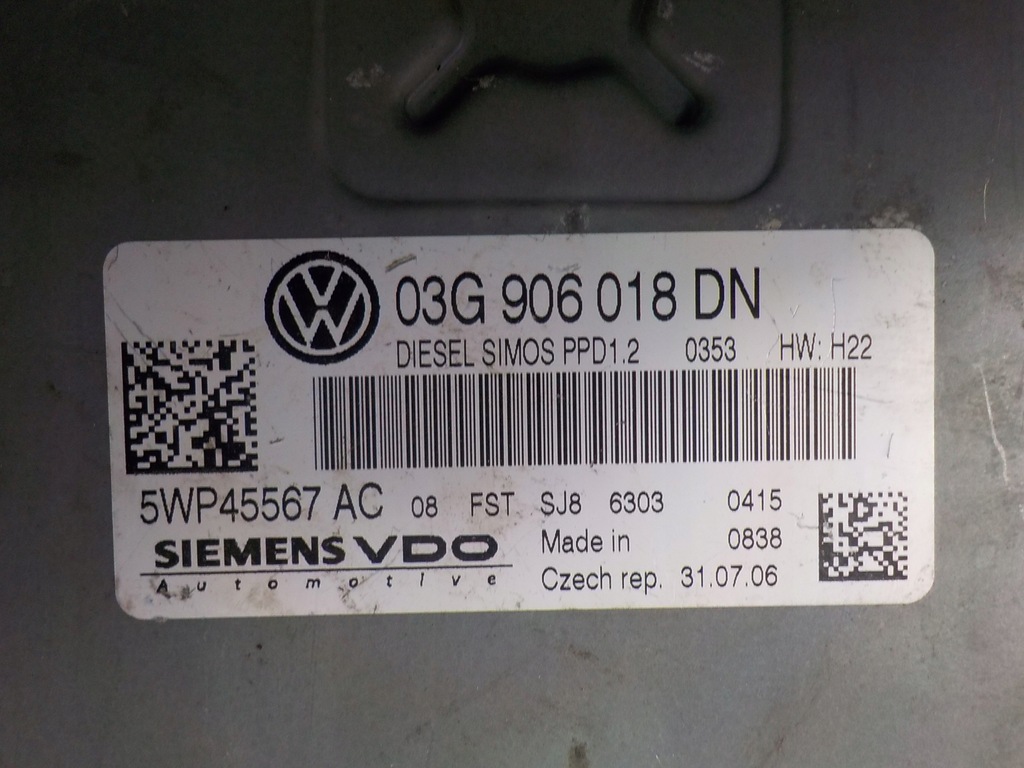 03G 906 018 DN
DIESEL SIMOS PPD1.2 0353 HW: H22
5WP45567 AC 08 FST SJ8 6303 0415
SIEMENS VDO Made in 0838
Automotive Czech rep. 31.07.06